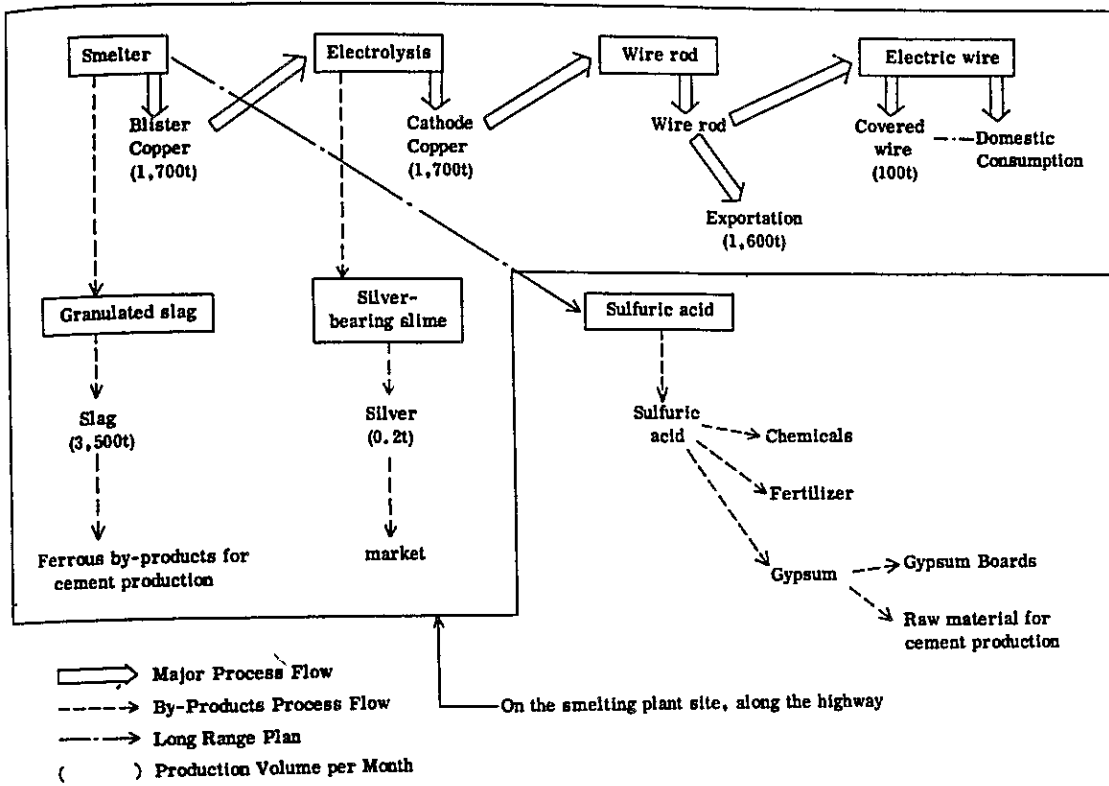 Smelter
Electrolysis
Wire rod
Electric wire
Blister
Copper
(1,700t)
Cathode
Copper
(1,700t)
Wire rod
Covered
wire
(100t)
Domestic
Consumption
Exportation
(1,600t)
Granulated slag
Silver-
bearing slime
Sulfuric acid
Slag
(3,500t)
Silver
(0.2t)
Sulfuric
acid
Chemicals
Fertilizer
Ferrous by-products for
cement production
market
Gypsum
Gypsum Boards
Raw material for
cement production
Major Process Flow
By-Products Process Flow
On the smelting plant site, along the highway
Long Range Plan
( ) Production Volume per Month